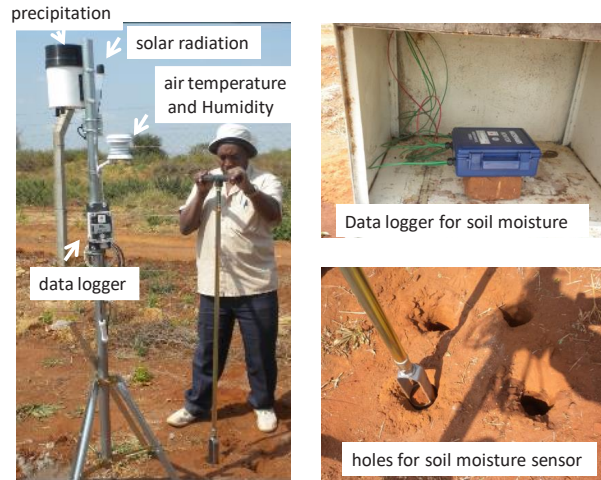 precipitation
solar radiation
air temperature
and Humidity
data logger
Data logger for soil moisture
holes for soil moisture sensor